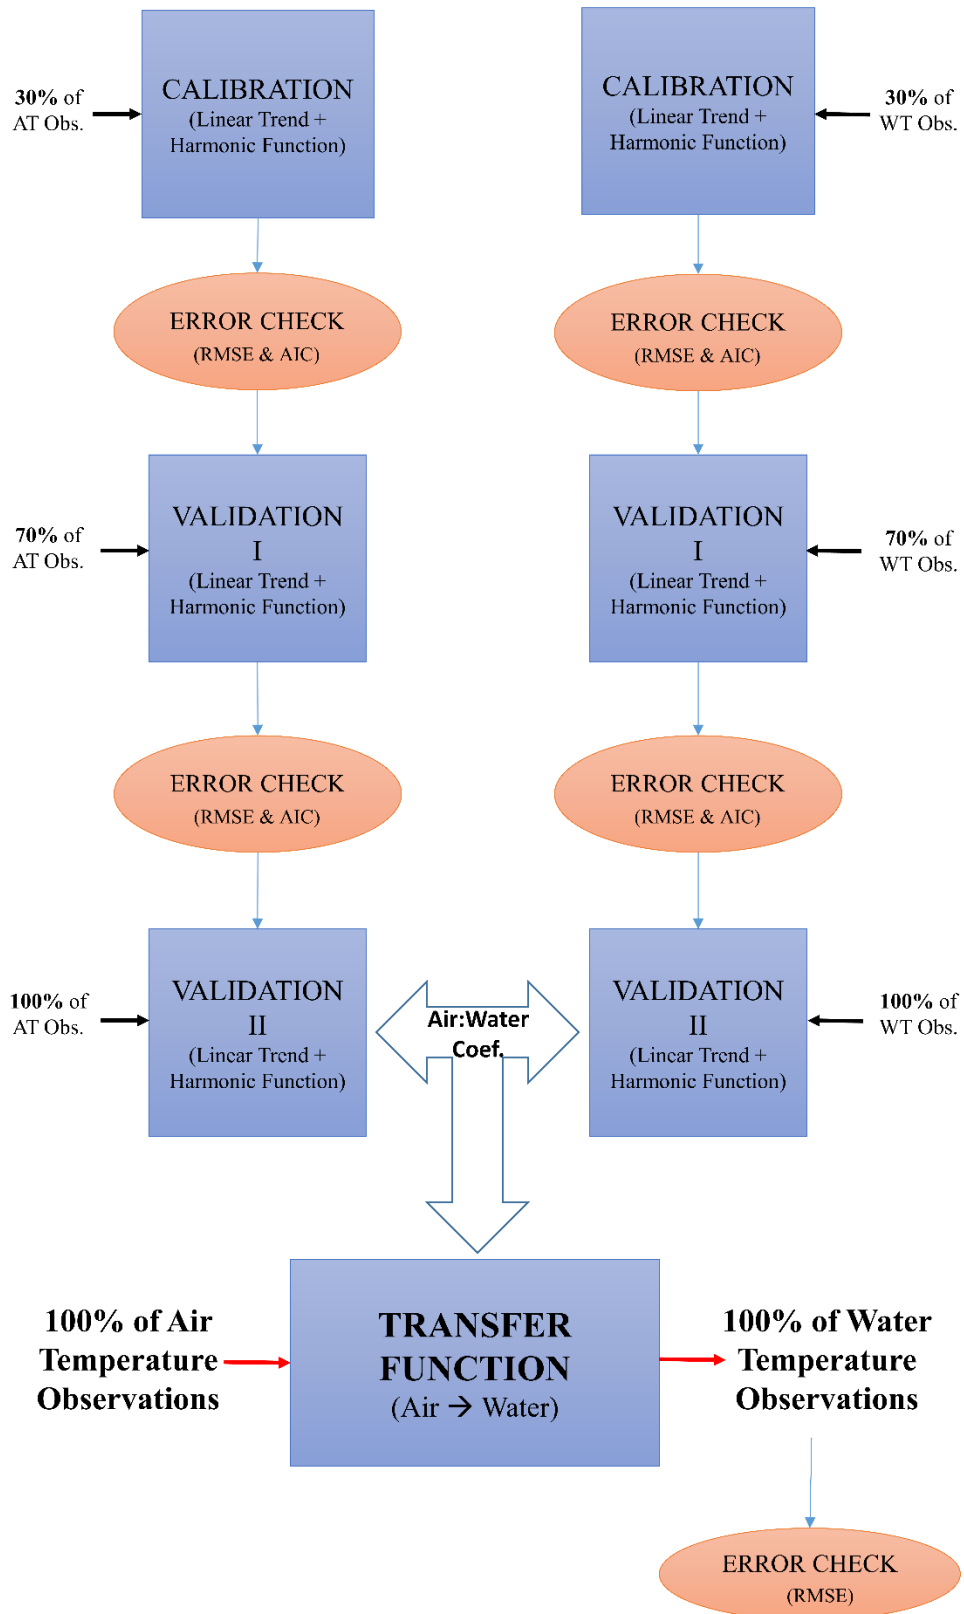 CALIBRATION
(Linear Trend +
Harmonic Function)
30% of
AT Obs.
CALIBRATION
(Linear Trend +
Harmonic Function)
30% of
WT Obs.
ERROR CHECK
(RMSE & AIC)
ERROR CHECK
(RMSE & AIC)
VALIDATION
I
(Linear Trend +
Harmonic Function)
70% of
AT Obs.
VALIDATION
I
(Linear Trend +
Harmonic Function)
70% of
WT Obs.
ERROR CHECK
(RMSE & AIC)
ERROR CHECK
(RMSE & AIC)
VALIDATION
II
(Linear Trend +
Harmonic Function)
100% of
AT Obs.
Air:Water
Coef.
VALIDATION
II
(Linear Trend +
Harmonic Function)
100% of
WT Obs.
100% of Air
Temperature
Observations
TRANSFER
FUNCTION
(Air → Water)
100% of Water
Temperature
Observations
ERROR CHECK
(RMSE)